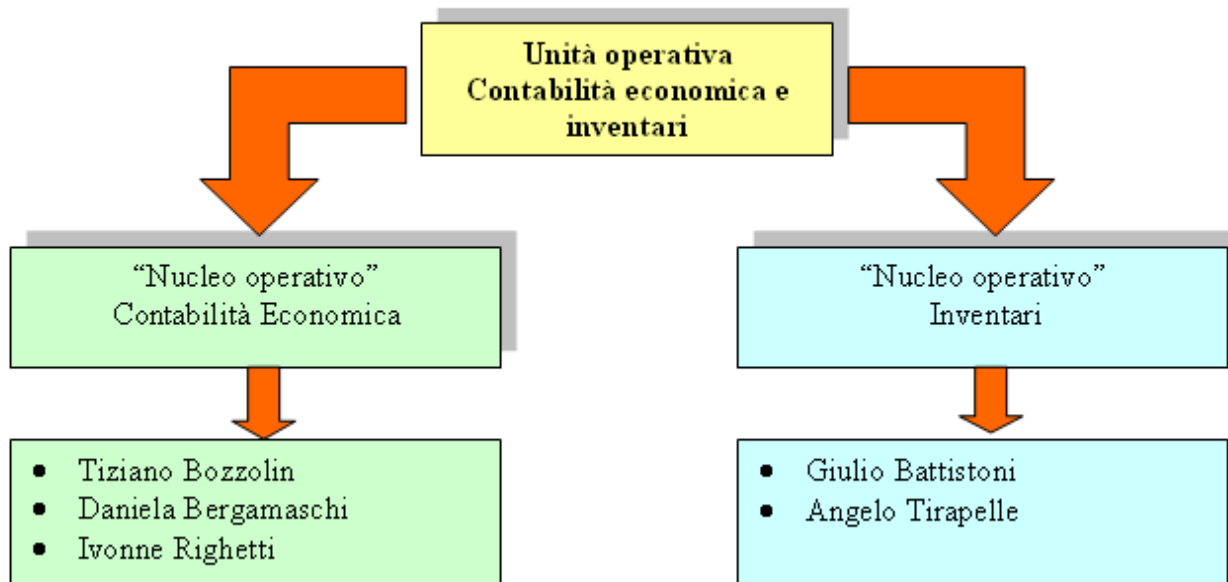 Unità operativa
Contabilità economica e
inventari
“Nucleo operativo”
Contabilità Economica
“Nucleo operativo”
Inventari
• Tiziano Bozzolin
• Daniela Bergamaschi
• Ivonne Righetti
• Giulio Battistoni
• Angelo Tirapelle